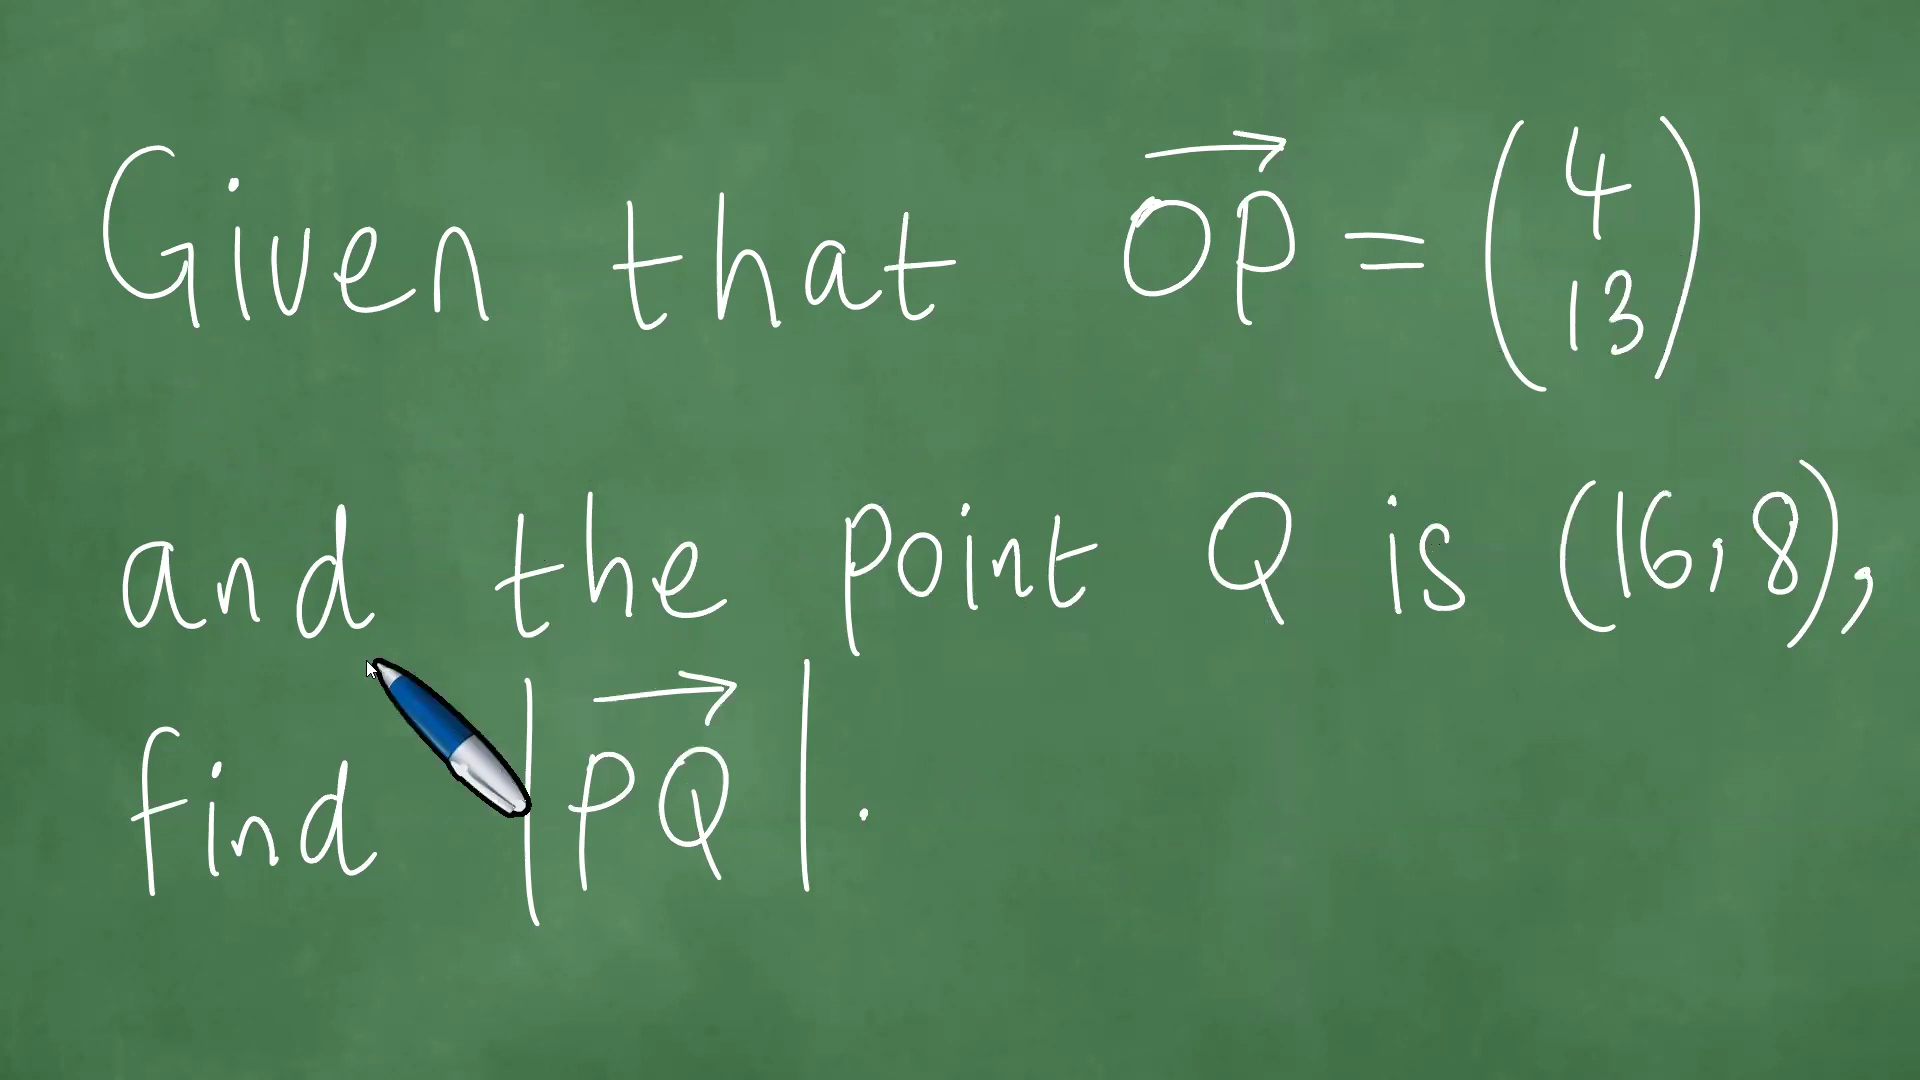 Given that \overrightarrow{OP} = \begin{pmatrix} 4 \\ 13 \end{pmatrix}
and the point Q is (16, 8),
find |\overrightarrow{PQ}|.